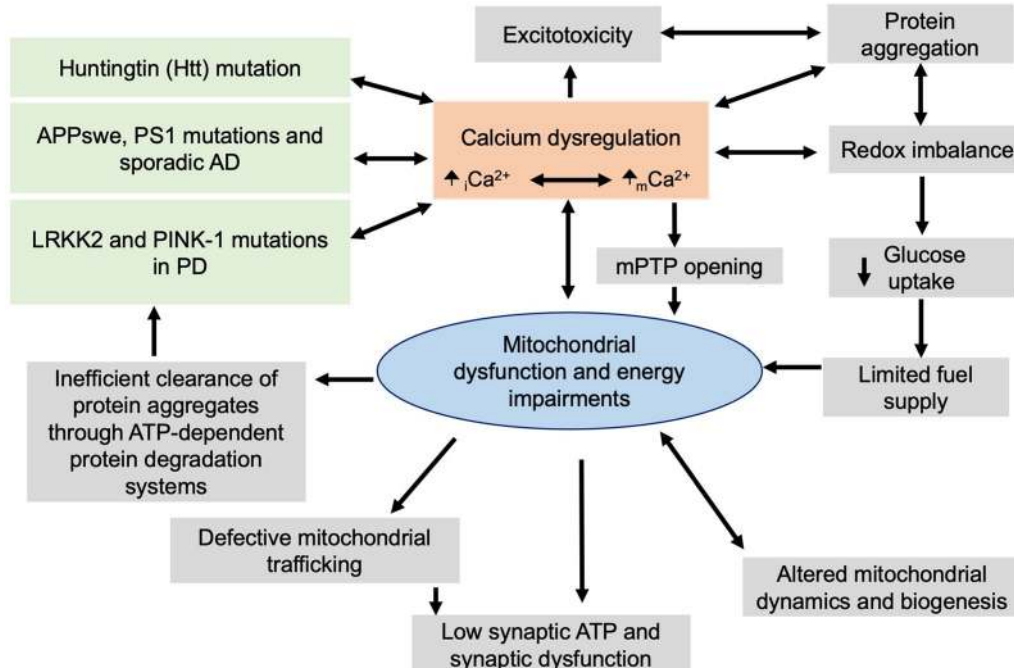 Excitotoxicity
Protein
aggregation
Huntingtin (Htt) mutation
APPswe, PS1 mutations and
sporadic AD
Calcium dysregulation
iCa²⁺
mCa²⁺
Redox imbalance
LRKK2 and PINK-1 mutations
in PD
mPTP opening
Glucose
uptake
Mitochondrial
dysfunction and energy
impairments
Limited fuel
supply
Inefficient clearance of
protein aggregates
through ATP-dependent
protein degradation
systems
Defective mitochondrial
trafficking
Altered mitochondrial
dynamics and biogenesis
Low synaptic ATP and
synaptic dysfunction